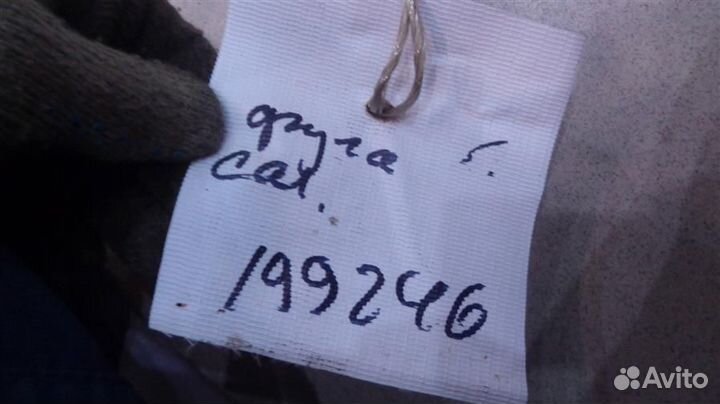 дуга б.
сал.
199246
Avito